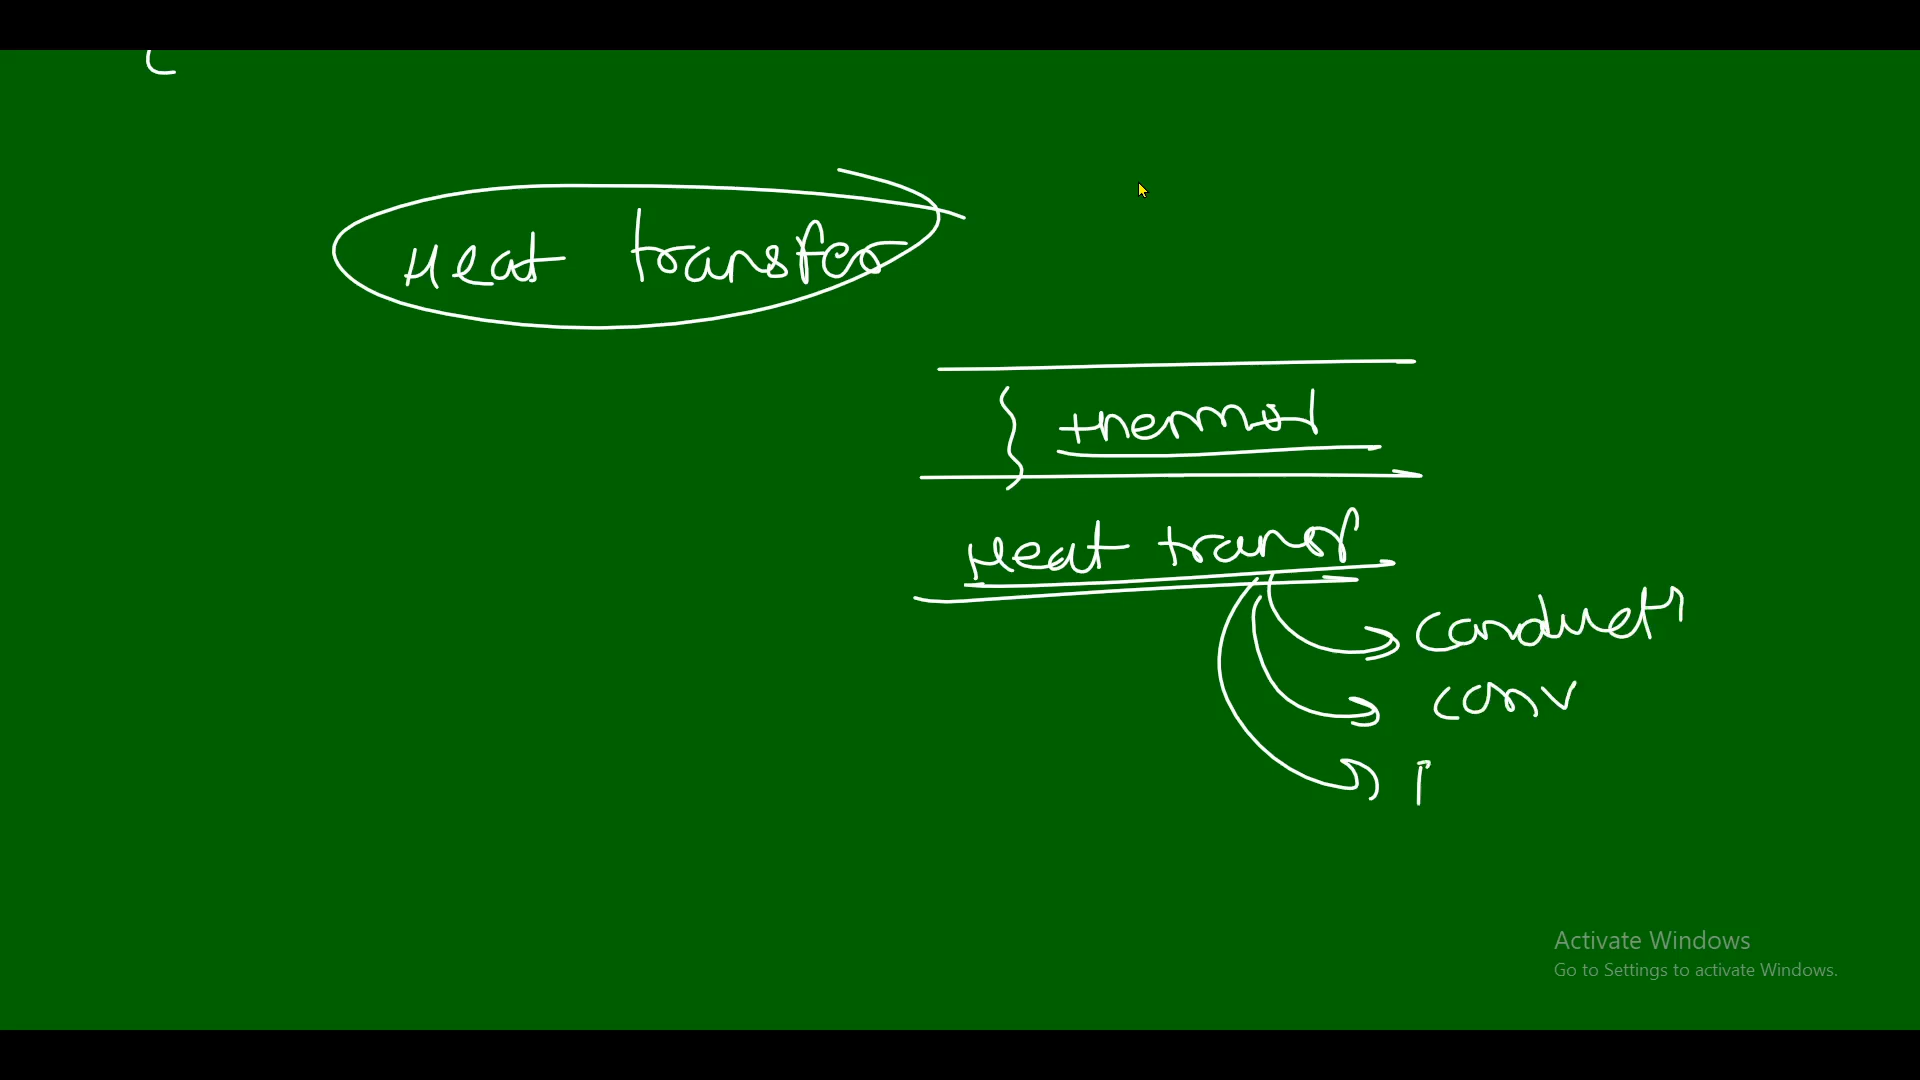 Heat transfer
thermal
Heat transf
conducti
conv
r
Activate Windows
Go to Settings to activate Windows.